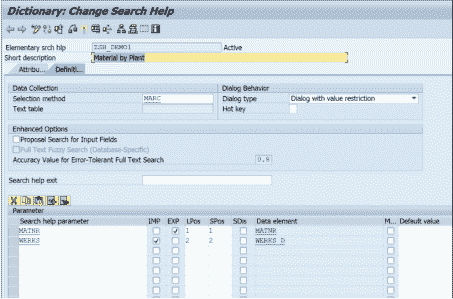 Dictionary: Change Search Help
Elementary srch hlp ZSH_DEMO1 Active
Short description Material by Plant
Attribu... Definiti...
Data Collection Dialog Behavior
Selection method MARC Dialog type Dialog with value restriction
Text table Hot key
Enhanced Options
Proposal Search for Input Fields
Full Text Fuzzy Search (Database-Specific)
Accuracy Value for Error-Tolerant Full Text Search 0,8
Search help exit
Parameter
Search help parameter IMP EXP LPos SPos SDis Data element M... Default value
MATNR 1 1 MATNR
WERKS 2 2 WERKS_D